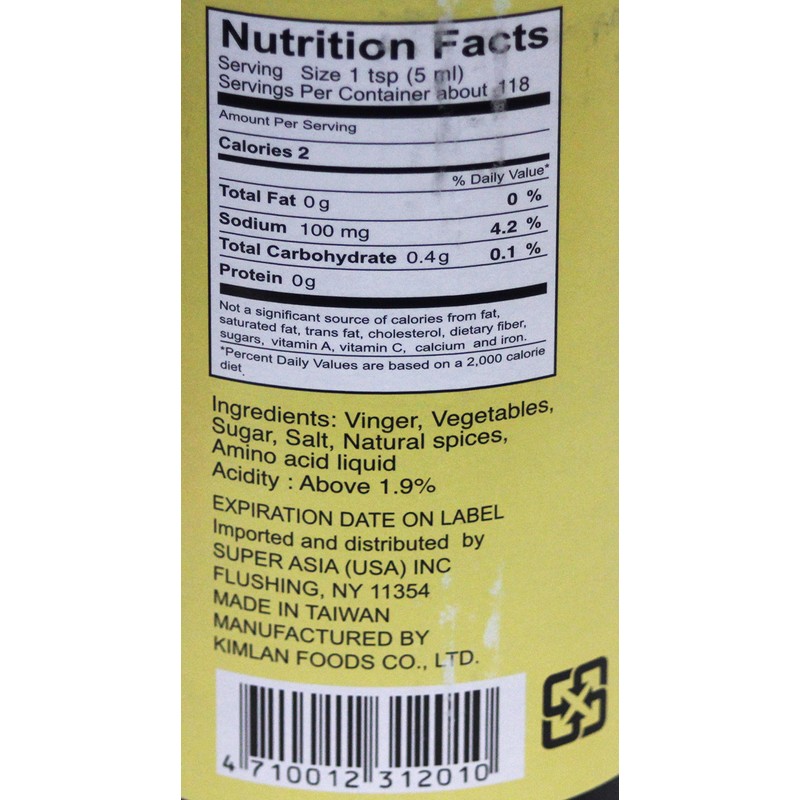 Nutrition Facts
Serving Size 1 tsp (5 ml)
Servings Per Container about 118
Amount Per Serving
Calories 2
% Daily Value*
Total Fat 0g 0 %
Sodium 100 mg 4.2 %
Total Carbohydrate 0.4g 0.1 %
Protein 0g
Not a significant source of calories from fat,
saturated fat, trans fat, cholesterol, dietary fiber,
sugars, vitamin A, vitamin C, calcium and iron.
*Percent Daily Values are based on a 2,000 calorie
diet.
Ingredients: Vinger, Vegetables,
Sugar, Salt, Natural spices,
Amino acid liquid
Acidity : Above 1.9%
EXPIRATION DATE ON LABEL
Imported and distributed by
SUPER ASIA (USA) INC
FLUSHING, NY 11354
MADE IN TAIWAN
MANUFACTURED BY
KIMLAN FOODS CO., LTD.
4 710012 312010